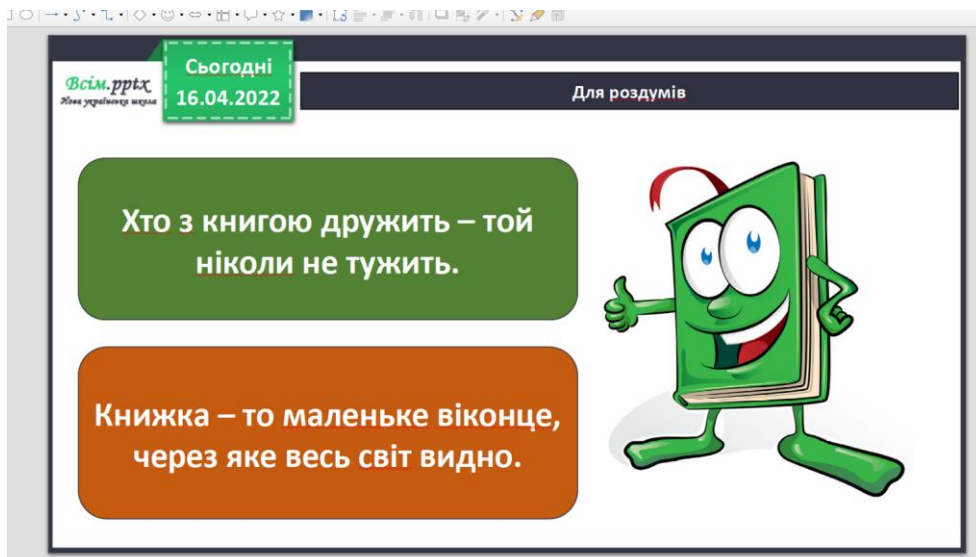 Всім.pptx
Нова українська школа
Сьогодні
16.04.2022
Для роздумів
Хто з книгою дружить – той
ніколи не тужить.
Книжка – то маленьке віконце,
через яке весь світ видно.